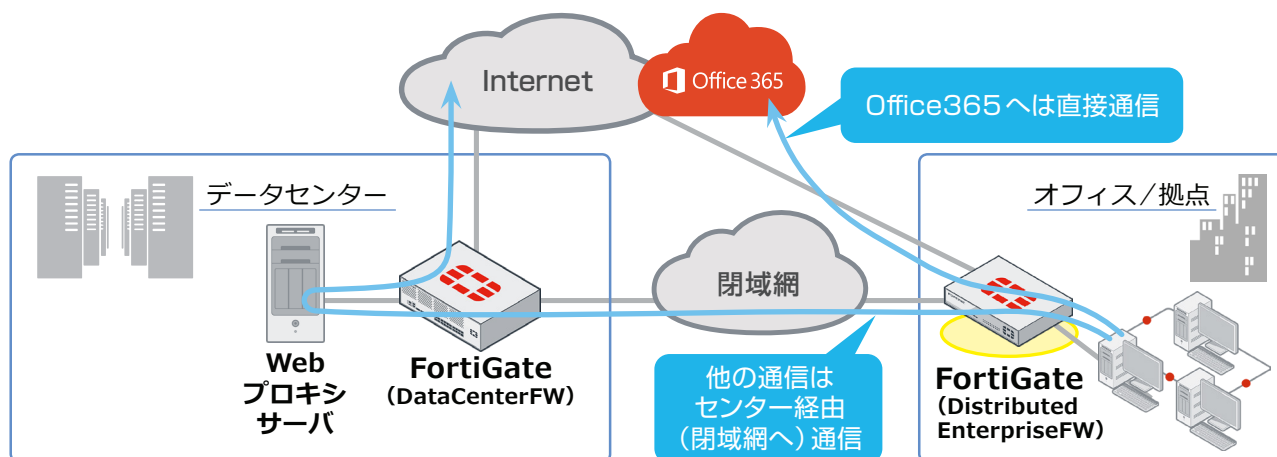 Internet
Office 365
Office365へは直接通信
データセンター
オフィス/拠点
閉域網
Web
プロキシ
サーバ
FortiGate
(DataCenterFW)
他の通信は
センター経由
(閉域網へ)通信
FortiGate
(Distributed
EnterpriseFW)